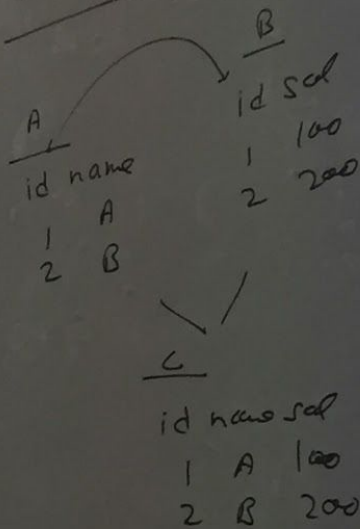 A
id name
1 A
2 B
B
id sal
1 100
2 200
C
id name sal
1 A 100
2 B 200